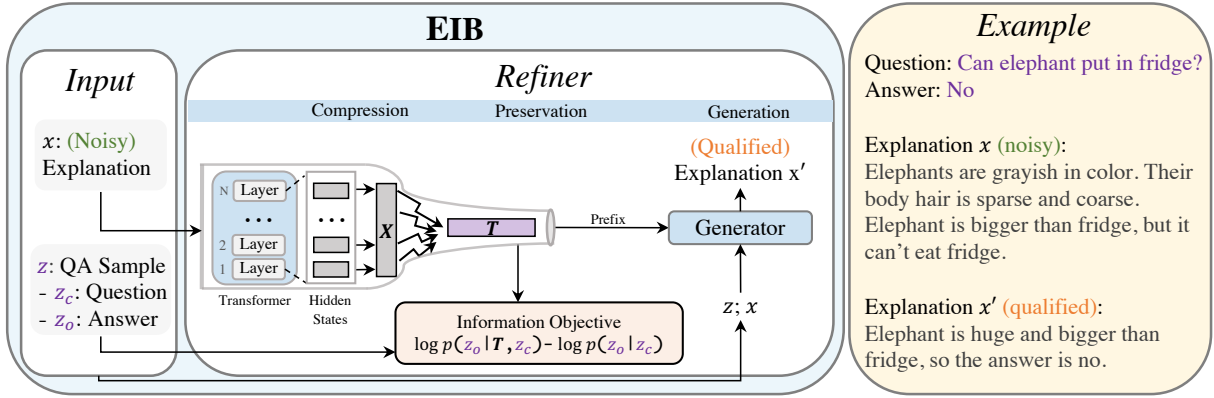 EIB
Input
x: (Noisy)
Explanation
z: QA Sample
- z_c: Question
- z_o: Answer
Refiner
Compression Preservation Generation
N Layer
...
2 Layer
1 Layer
Transformer
...
Hidden
States
X
T
Prefix
(Qualified)
Explanation x′
Generator
z; x
Information Objective
log p(z_o|T, z_c) – log p(z_o|z_c)
Example
Question: Can elephant put in fridge?
Answer: No
Explanation x (noisy):
Elephants are grayish in color. Their
body hair is sparse and coarse.
Elephant is bigger than fridge, but it
can’t eat fridge.
Explanation x′ (qualified):
Elephant is huge and bigger than
fridge, so the answer is no.